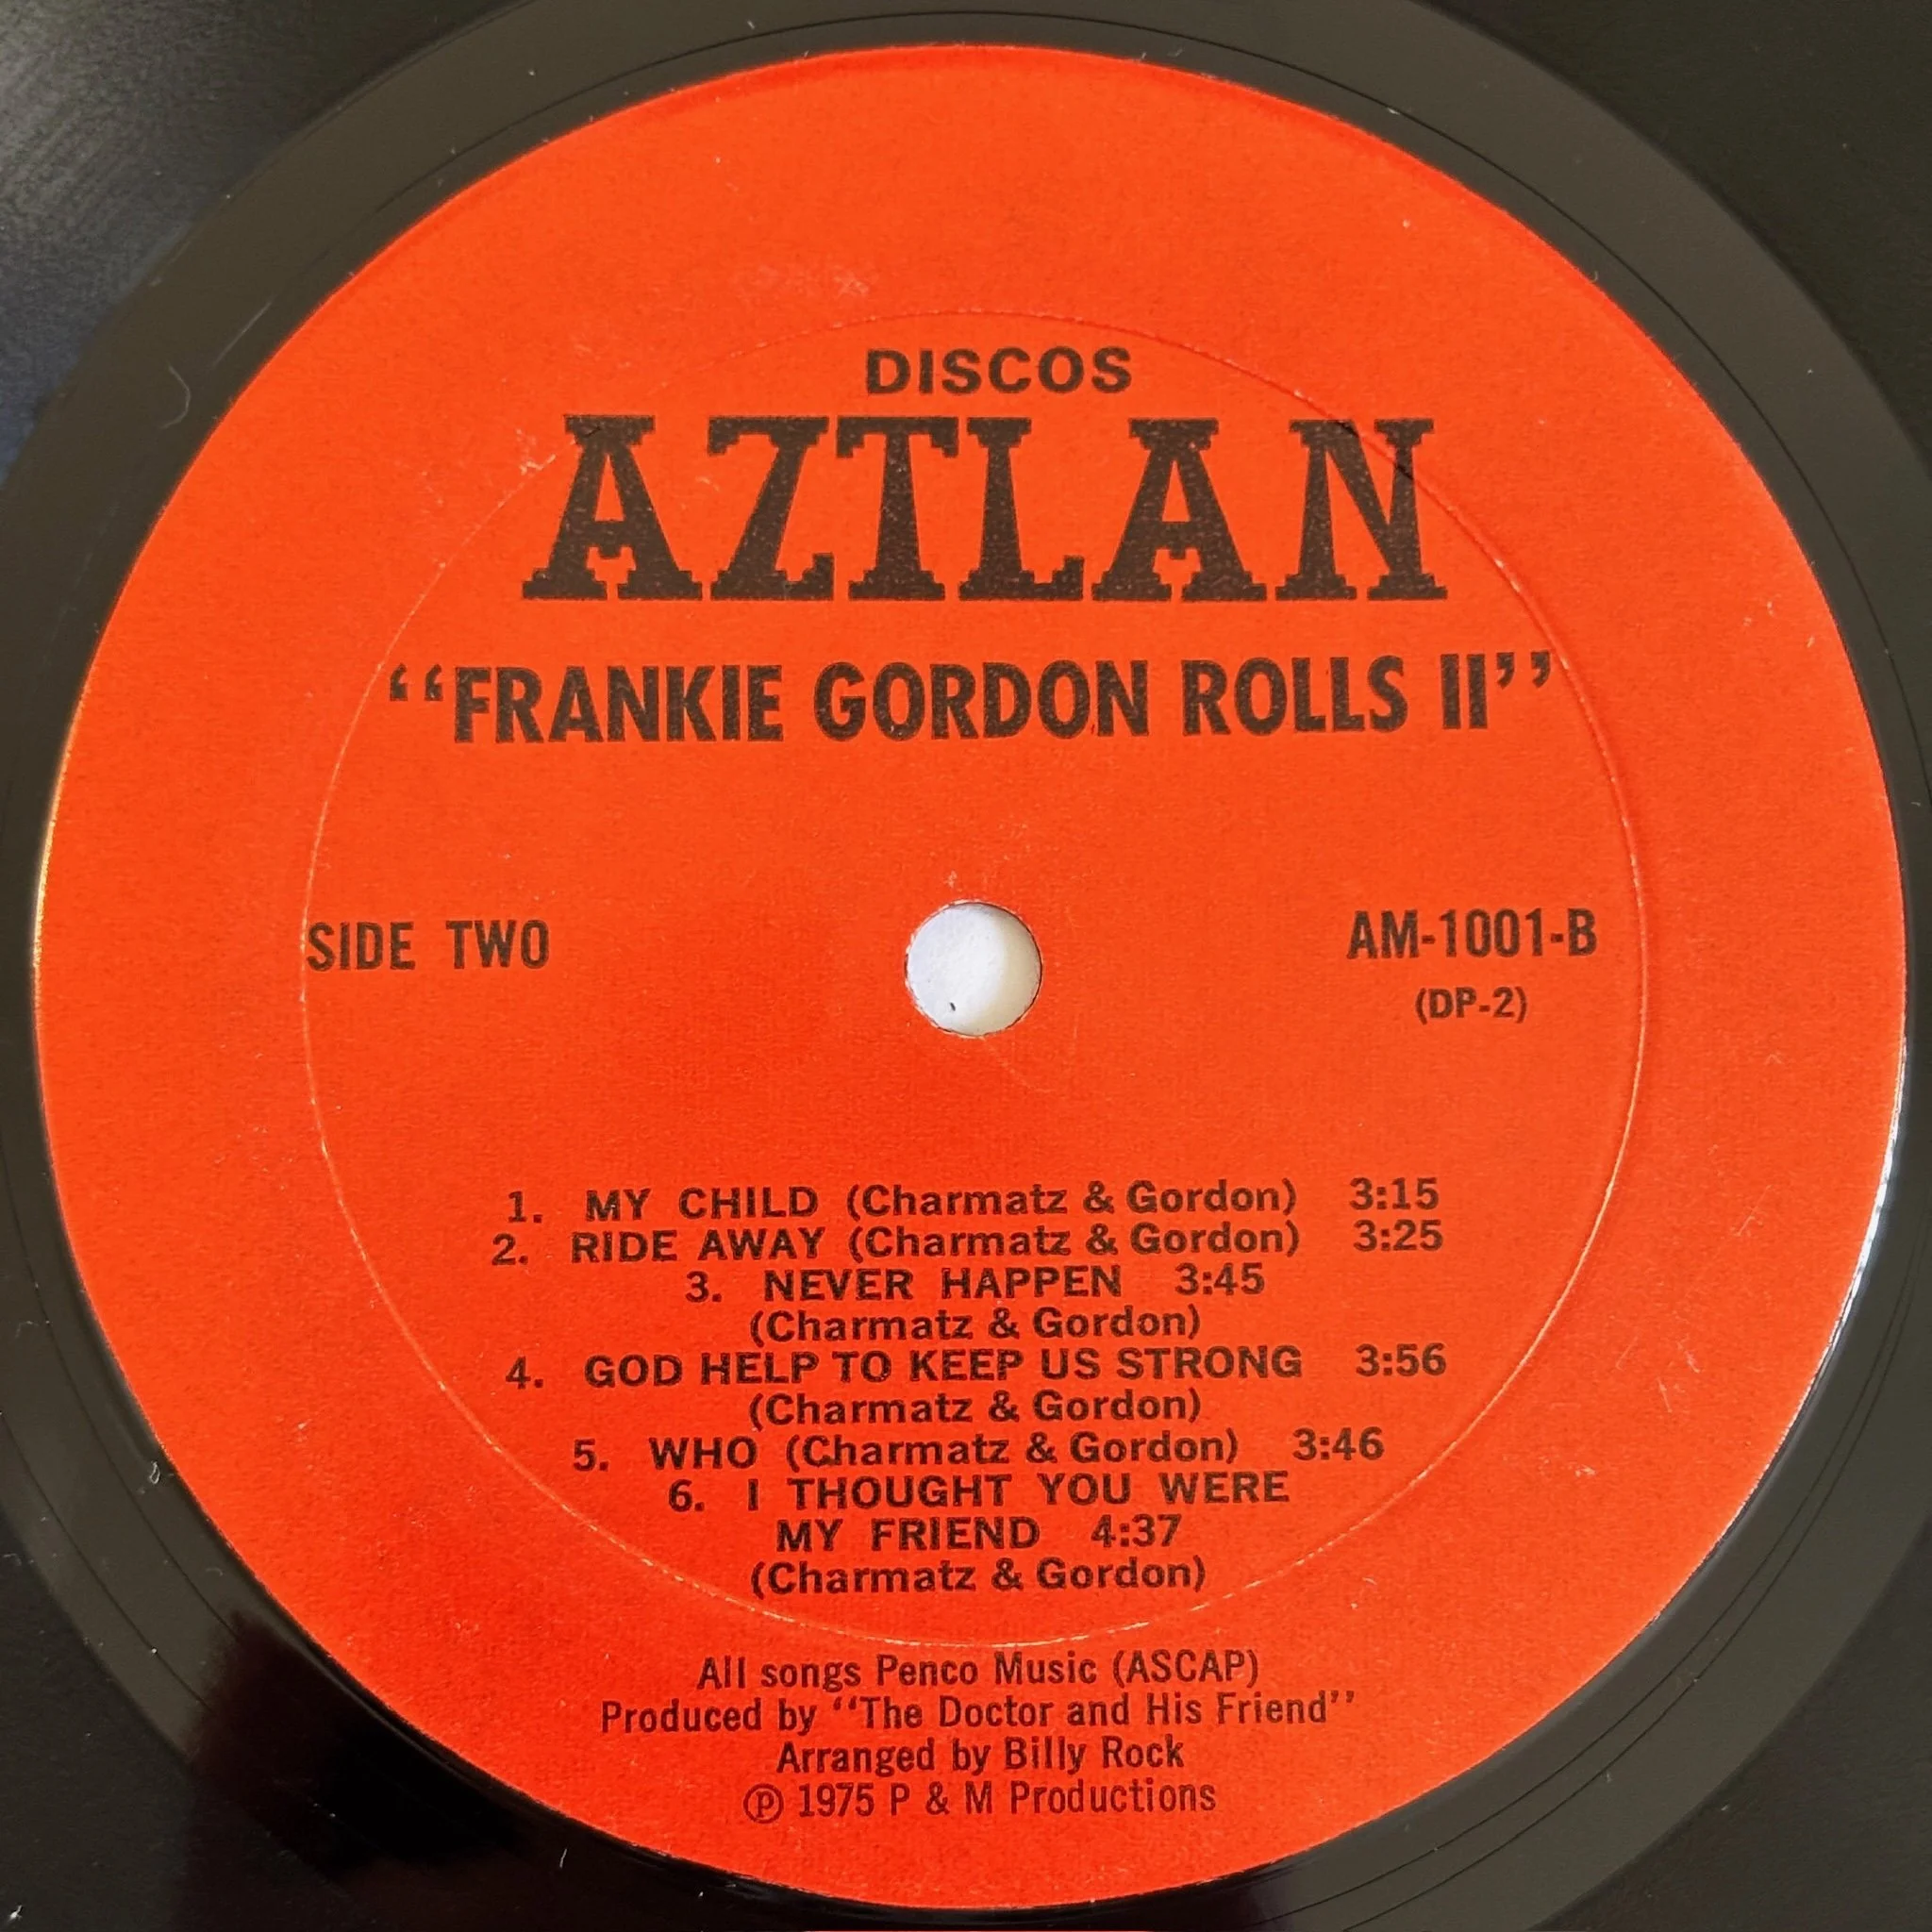 DISCOS
AZTLAN
“FRANKIE GORDON ROLLS II”
SIDE TWO
AM-1001-B
(DP-2)
1. MY CHILD (Charmatz & Gordon) 3:15
2. RIDE AWAY (Charmatz & Gordon) 3:25
3. NEVER HAPPEN 3:45
(Charmatz & Gordon)
4. GOD HELP TO KEEP US STRONG 3:56
(Charmatz & Gordon)
5. WHO (Charmatz & Gordon) 3:46
6. I THOUGHT YOU WERE
MY FRIEND 4:37
(Charmatz & Gordon)
All songs Penco Music (ASCAP)
Produced by “The Doctor and His Friend”
Arranged by Billy Rock
℗ 1975 P & M Productions